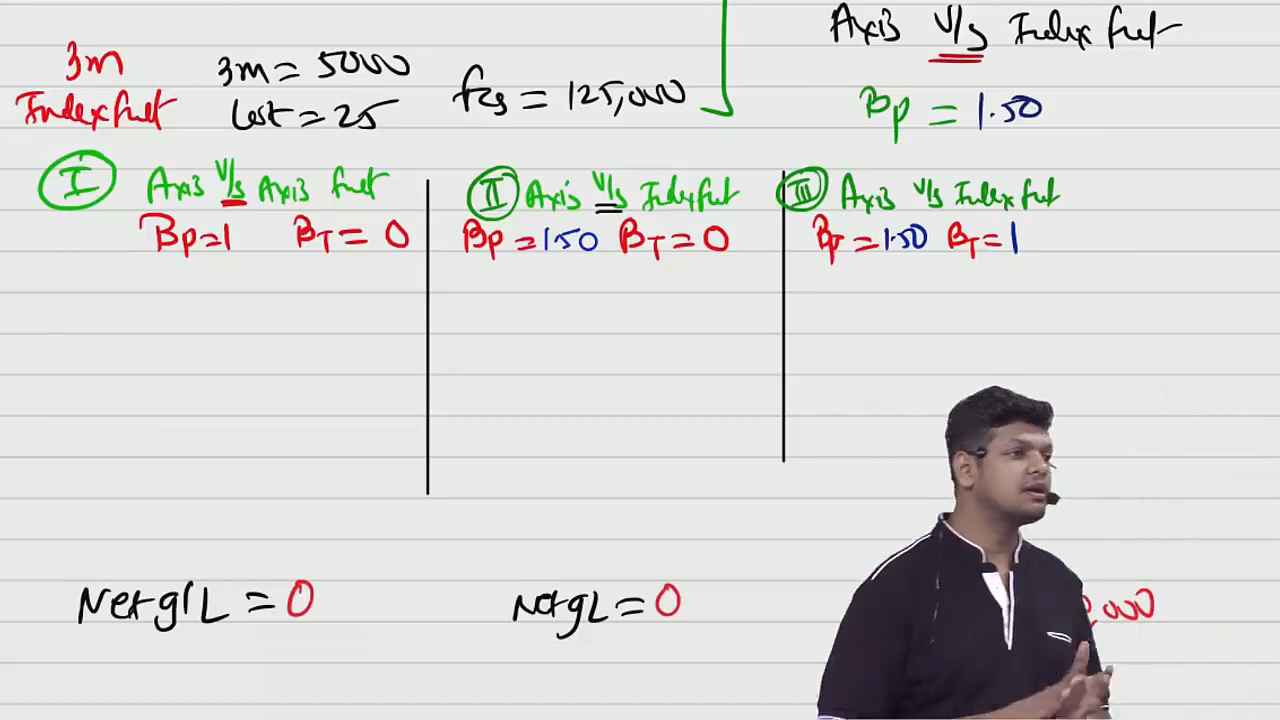 Axis V/s Index fut
Bp = 1.50
3m
Index fut
3m = 5000
Lot = 25
= 125,000
I Axis V/s Axis fut
Bp=1 BT = 0
II Axis V/s Index fut
Bp =1.50 BT = 0
III Axis V/s Index fut
=1.50 BT = 1
Net g/L = 0
Net gL = 0
000